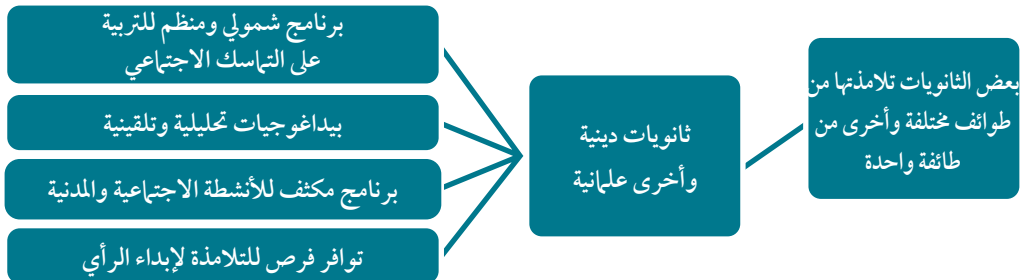 بعض الثانويات تلامذتها من
طوائف مختلفة وأخرى من
طائفة واحدة
ثانويات دينية
وأخرى علمانية
برنامج شمولي ومنظم للتربية
على التماسك الاجتماعي
بيداغوجيات تحليلية وتلقينية
برنامج مكثف للأنشطة الاجتماعية والمدنية
توافر فرص للتلامذة لإبداء الرأي